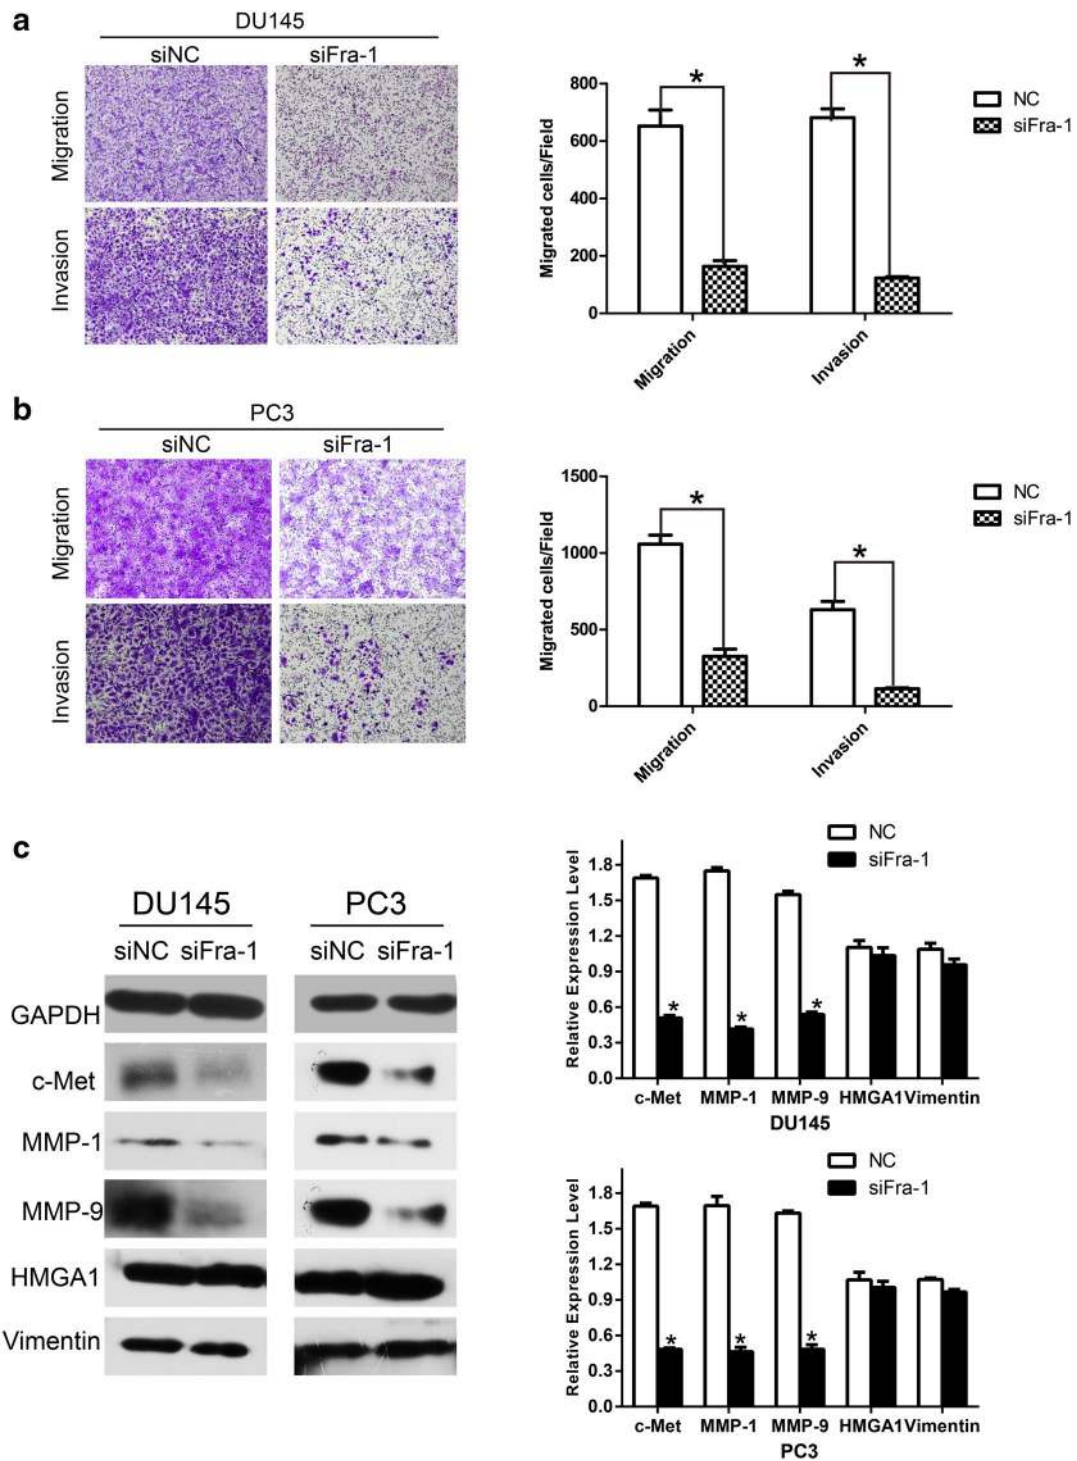 a
DU145
siNC siFra-1
Migration
Invasion
Migrated cells/Field
800
600
400
200
0
* *
NC
siFra-1
Migration Invasion
b
PC3
siNC siFra-1
Migration
Invasion
Migrated cells/Field
1500
1000
500
0
* *
NC
siFra-1
Migration Invasion
c
DU145 PC3
siNC siFra-1 siNC siFra-1
GAPDH
c-Met
MMP-1
MMP-9
HMGA1
Vimentin
NC
siFra-1
Relative Expression Level
1.8
1.5
1.2
0.9
0.6
0.3
0.0
* * *
c-Met MMP-1 MMP-9 HMGA1 Vimentin
DU145
NC
siFra-1
Relative Expression Level
1.8
1.5
1.2
0.9
0.6
0.3
0.0
* * *
c-Met MMP-1 MMP-9 HMGA1 Vimentin
PC3